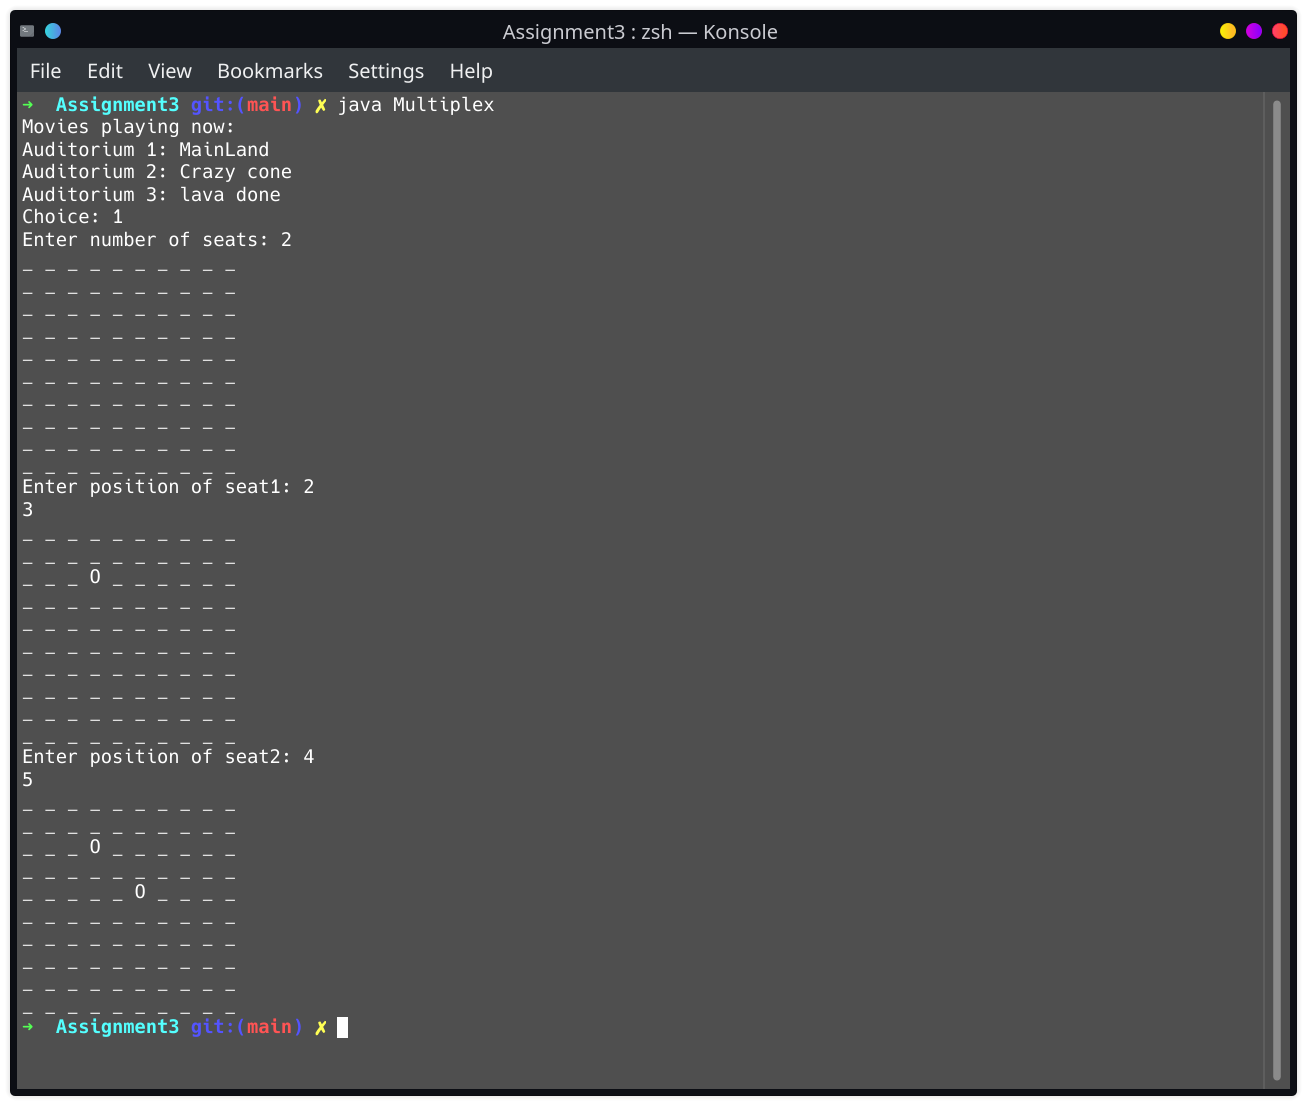 Assignment3 : zsh — Konsole
File Edit View Bookmarks Settings Help
➜  Assignment3 git:(main) ✗ java Multiplex
Movies playing now:
Auditorium 1: MainLand
Auditorium 2: Crazy cone
Auditorium 3: lava done
Choice: 1
Enter number of seats: 2
_ _ _ _ _ _ _ _ _ _
_ _ _ _ _ _ _ _ _ _
_ _ _ _ _ _ _ _ _ _
_ _ _ _ _ _ _ _ _ _
_ _ _ _ _ _ _ _ _ _
_ _ _ _ _ _ _ _ _ _
_ _ _ _ _ _ _ _ _ _
_ _ _ _ _ _ _ _ _ _
_ _ _ _ _ _ _ _ _ _
_ _ _ _ _ _ _ _ _ _
Enter position of seat1: 2
3
_ _ _ _ _ _ _ _ _ _
_ _ _ _ _ _ _ _ _ _
_ _ _ O _ _ _ _ _ _
_ _ _ _ _ _ _ _ _ _
_ _ _ _ _ _ _ _ _ _
_ _ _ _ _ _ _ _ _ _
_ _ _ _ _ _ _ _ _ _
_ _ _ _ _ _ _ _ _ _
_ _ _ _ _ _ _ _ _ _
_ _ _ _ _ _ _ _ _ _
Enter position of seat2: 4
5
_ _ _ _ _ _ _ _ _ _
_ _ _ _ _ _ _ _ _ _
_ _ _ O _ _ _ _ _ _
_ _ _ _ _ _ _ _ _ _
_ _ _ _ _ O _ _ _ _
_ _ _ _ _ _ _ _ _ _
_ _ _ _ _ _ _ _ _ _
_ _ _ _ _ _ _ _ _ _
_ _ _ _ _ _ _ _ _ _
_ _ _ _ _ _ _ _ _ _
➜  Assignment3 git:(main) ✗